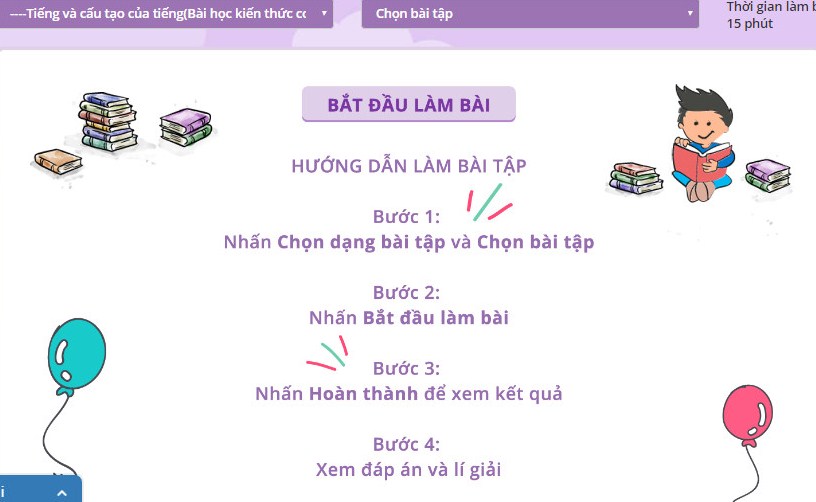 ----Tiếng và cấu tạo của tiếng(Bài học kiến thức cơ
Chọn bài tập
Thời gian làm
15 phút
BẮT ĐẦU LÀM BÀI
HƯỚNG DẪN LÀM BÀI TẬP
Bước 1:
Nhấn Chọn dạng bài tập và Chọn bài tập
Bước 2:
Nhấn Bắt đầu làm bài
Bước 3:
Nhấn Hoàn thành để xem kết quả
Bước 4:
Xem đáp án và lí giải